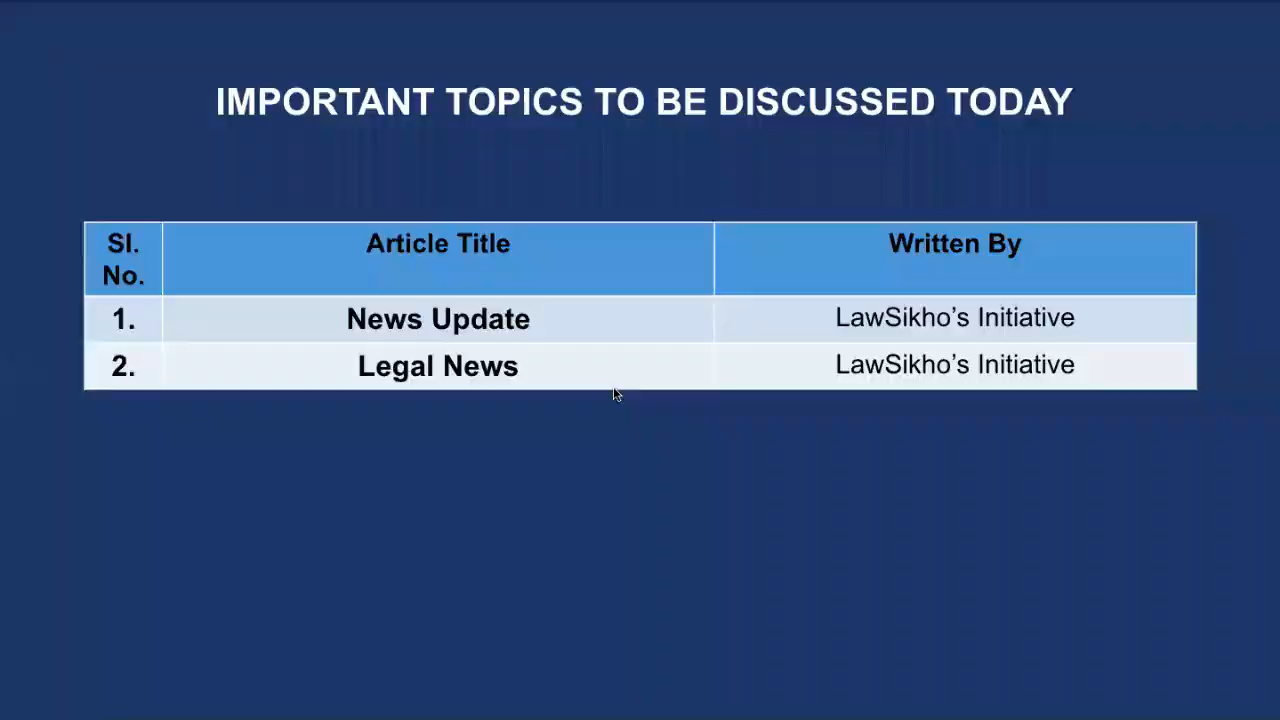 IMPORTANT TOPICS TO BE DISCUSSED TODAY
Sl. No. Article Title Written By
1. News Update LawSikho’s Initiative
2. Legal News LawSikho’s Initiative